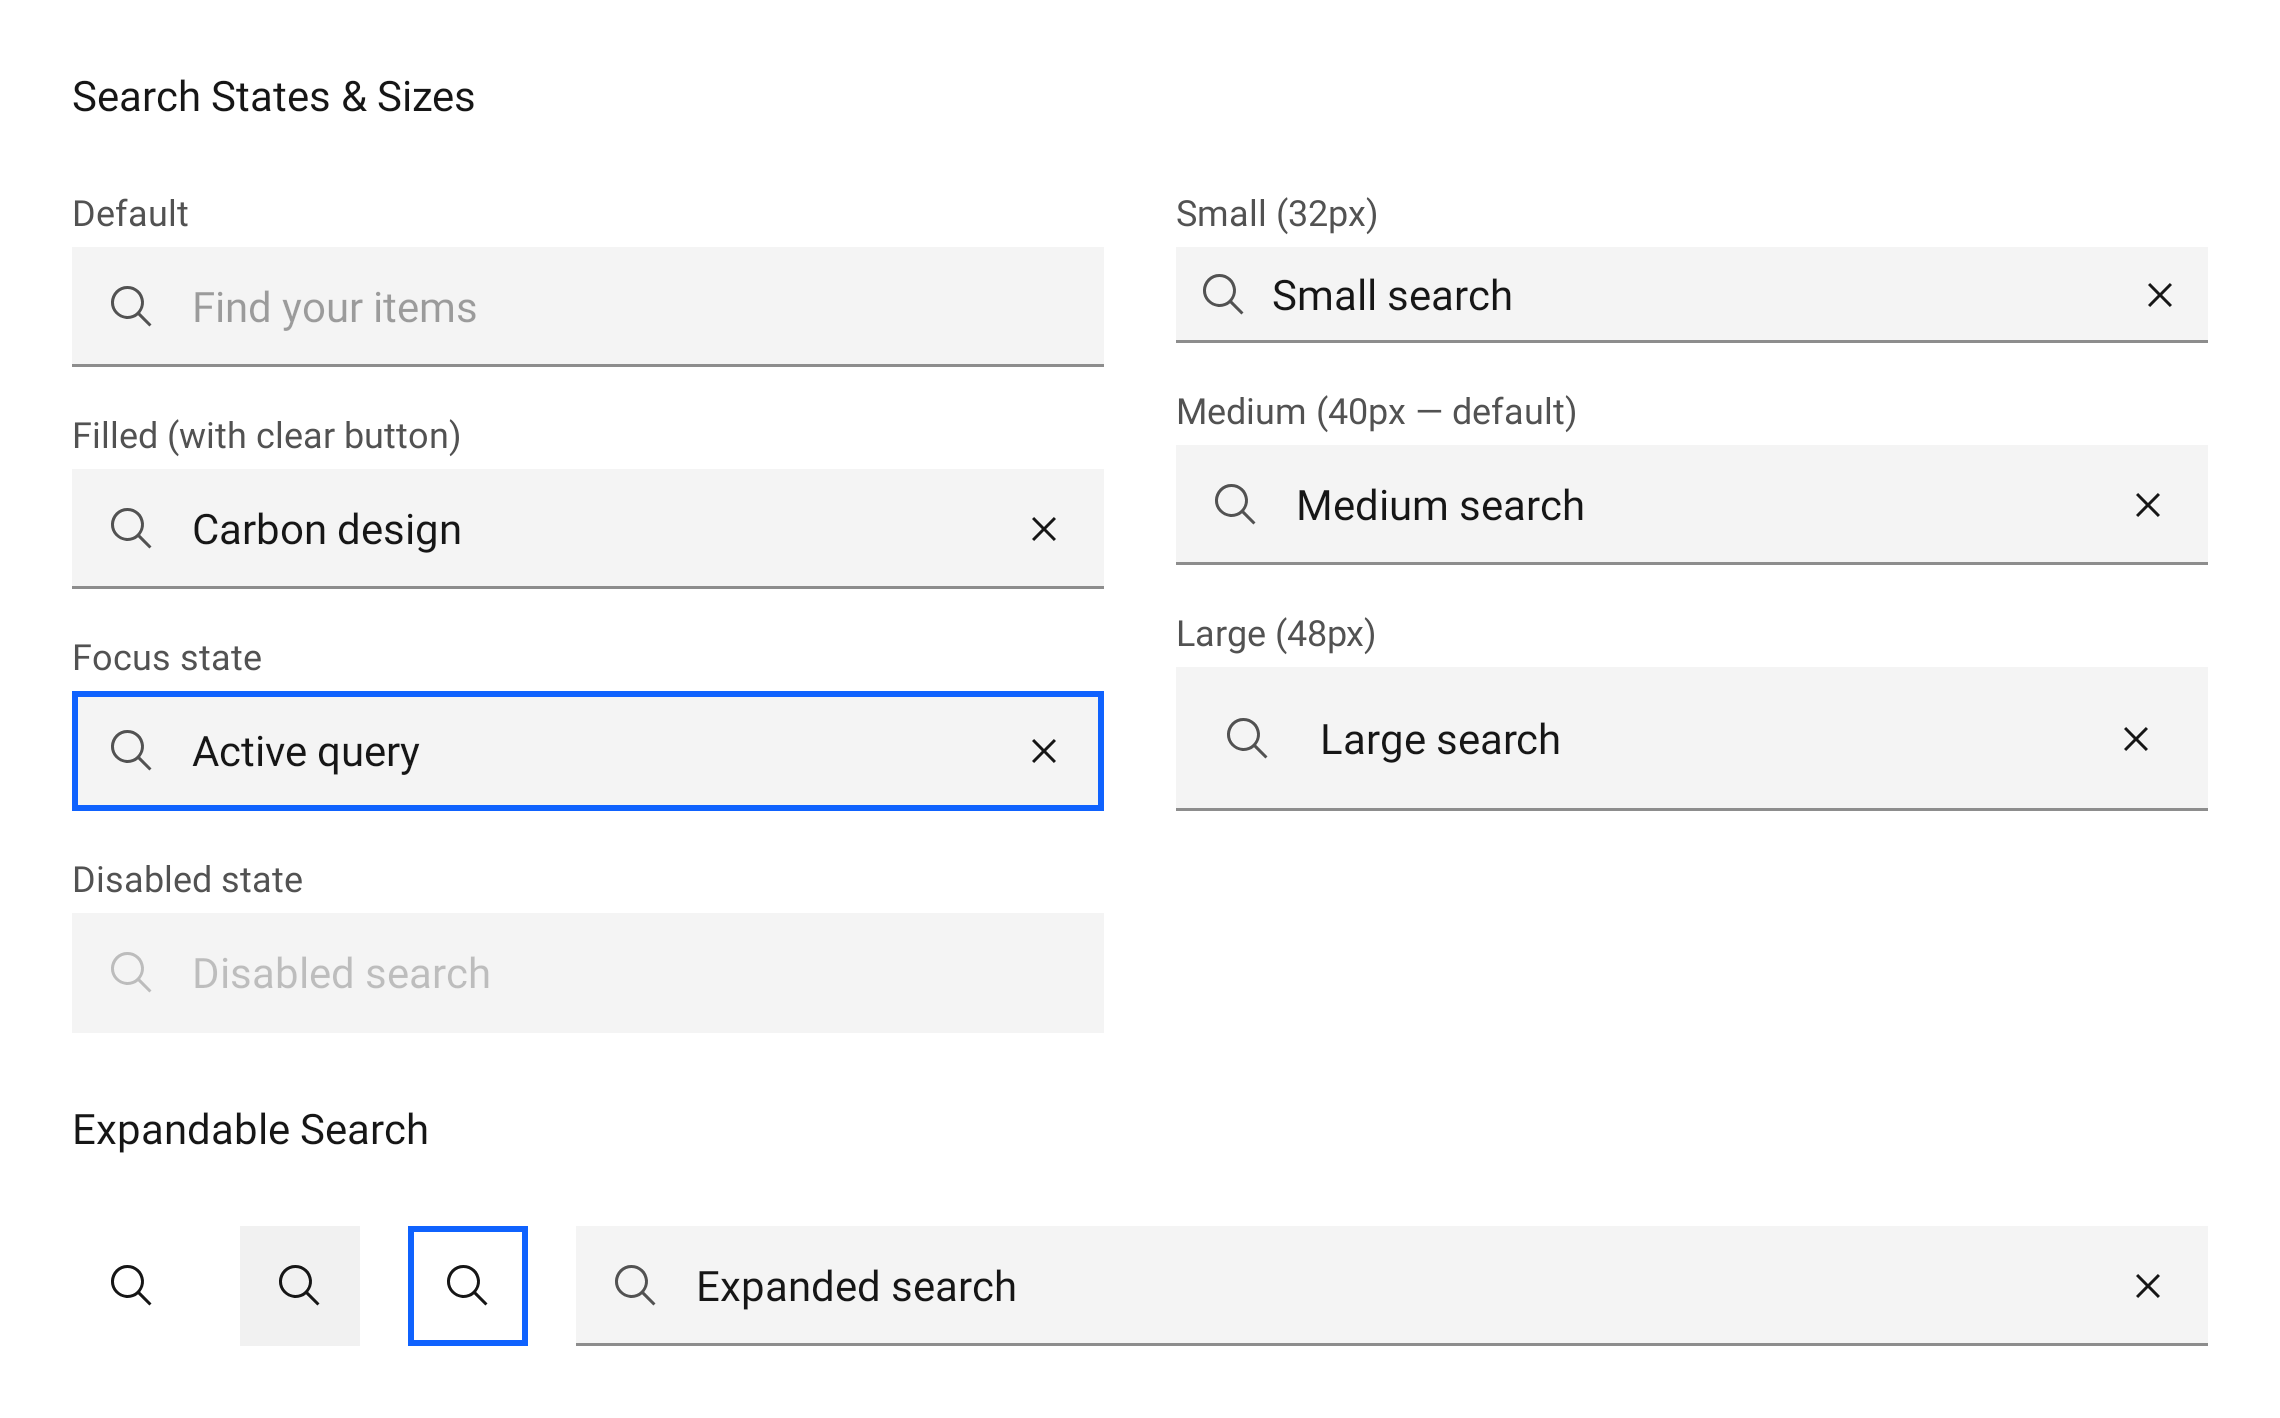 Search States & Sizes
Default
Find your items
Filled (with clear button)
Carbon design
Focus state
Active query
Disabled state
Disabled search
Small (32px)
Small search
Medium (40px — default)
Medium search
Large (48px)
Large search
Expandable Search
Expanded search